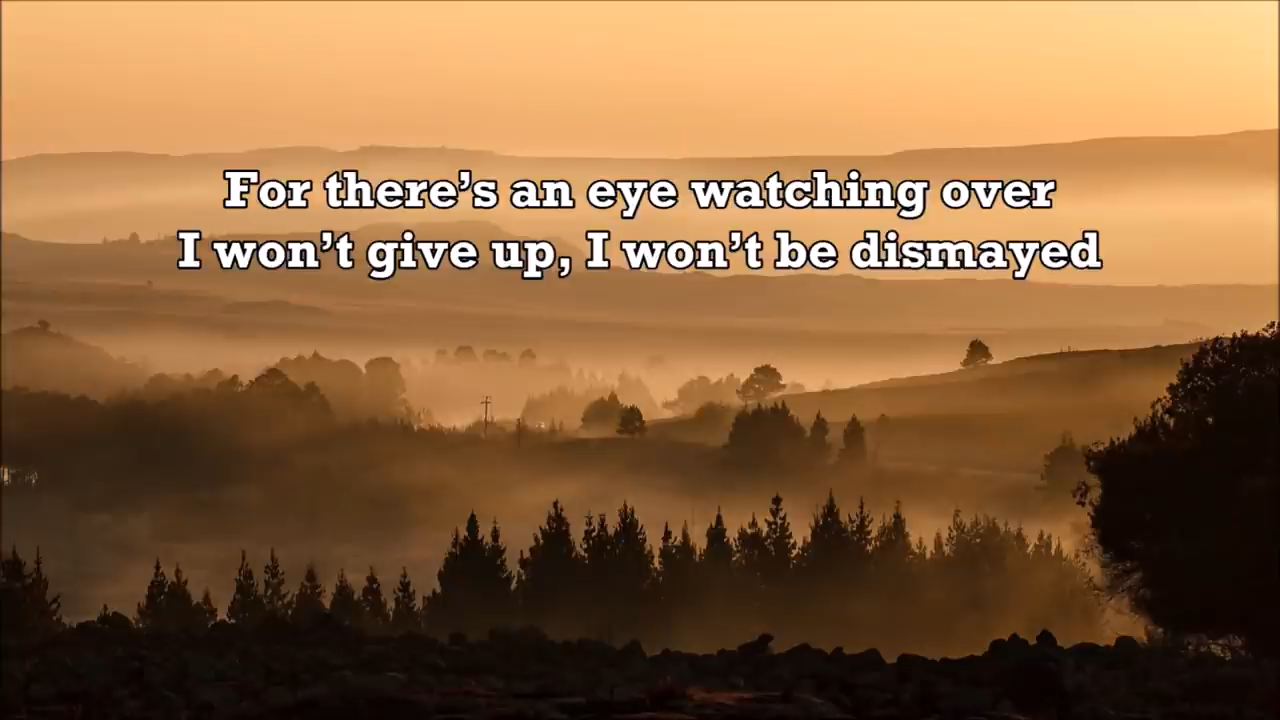 For there’s an eye watching over
I won’t give up, I won’t be dismayed